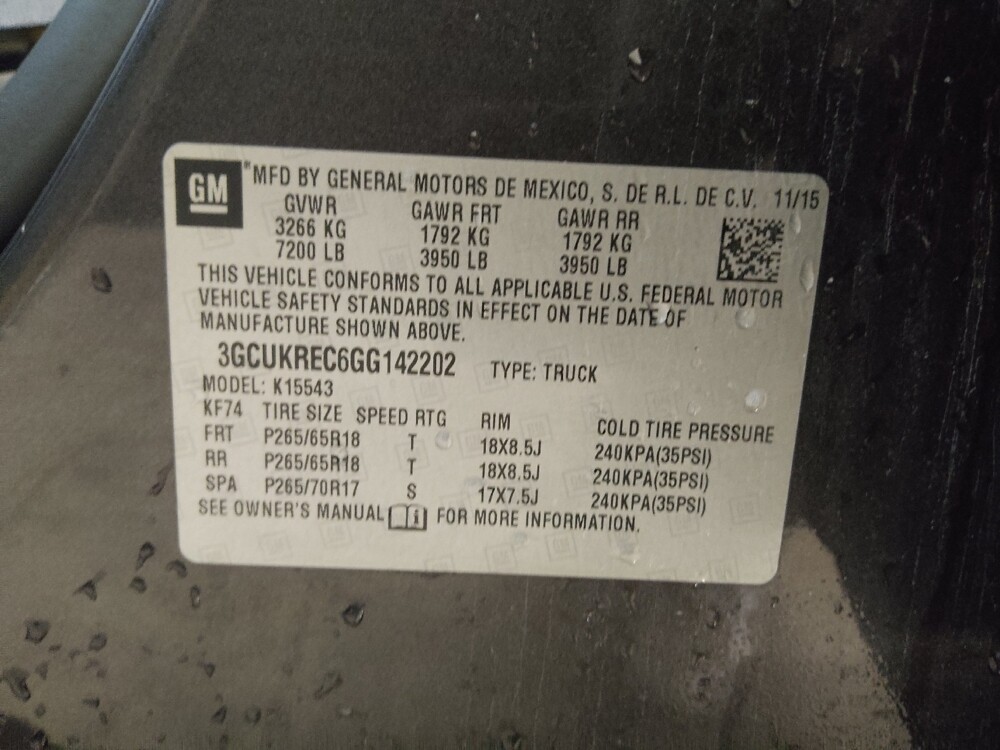 GM
MFD BY GENERAL MOTORS DE MEXICO, S. DE R.L. DE C.V. 11/15
GVWR GAWR FRT GAWR RR
3266 KG 1792 KG 1792 KG
7200 LB 3950 LB 3950 LB
THIS VEHICLE CONFORMS TO ALL APPLICABLE U.S. FEDERAL MOTOR
VEHICLE SAFETY STANDARDS IN EFFECT ON THE DATE OF
MANUFACTURE SHOWN ABOVE.
3GCUKREC6GG142202 TYPE: TRUCK
MODEL: K15543
KF74 TIRE SIZE SPEED RTG RIM COLD TIRE PRESSURE
FRT P265/65R18 T 18X8.5J 240KPA(35PSI)
RR P265/65R18 T 18X8.5J 240KPA(35PSI)
SPA P265/70R17 S 17X7.5J 240KPA(35PSI)
SEE OWNER'S MANUAL i FOR MORE INFORMATION.